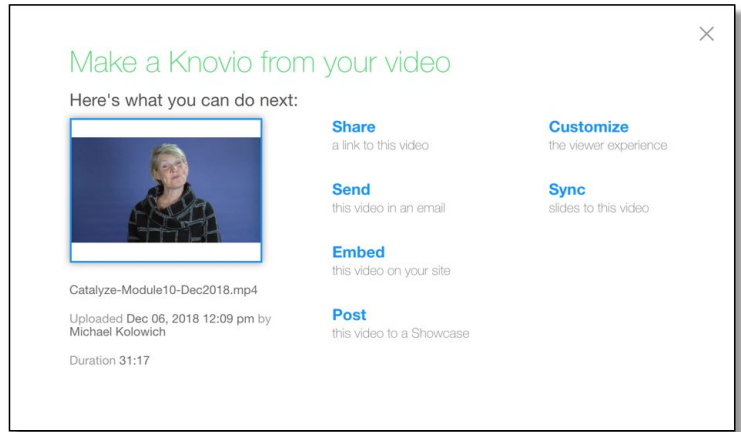 Make a Knovio from your video
Here's what you can do next:
Catalyze-Module10-Dec2018.mp4
Uploaded Dec 06, 2018 12:09 pm by
Michael Kolowich
Duration 31:17
Share
a link to this video
Send
this video in an email
Embed
this video on your site
Post
this video to a Showcase
Customize
the viewer experience
Sync
slides to this video